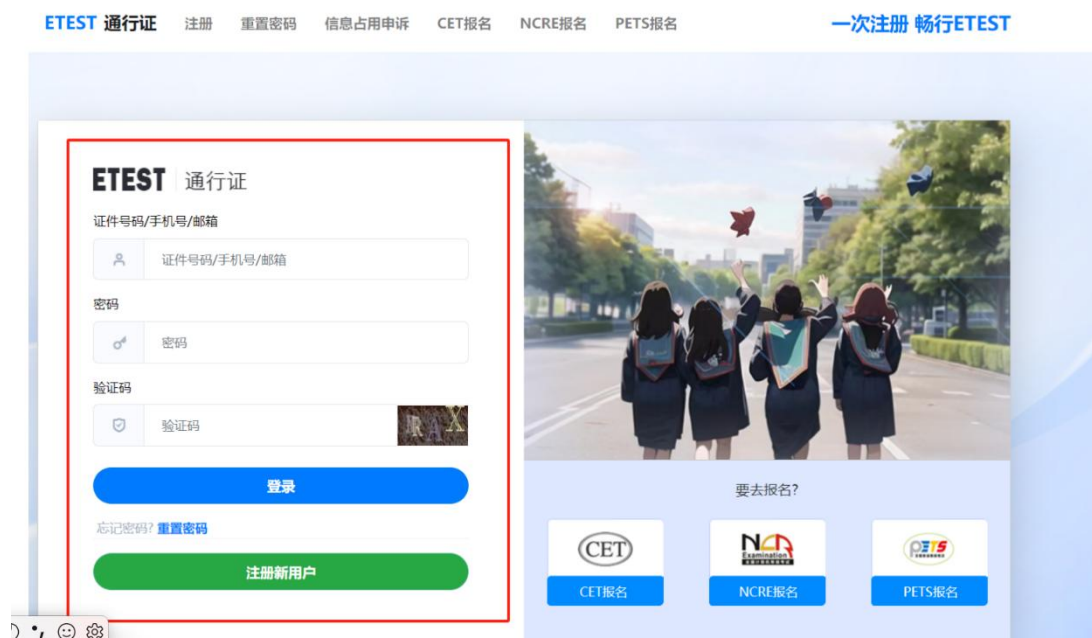 ETEST 通行证 注册 重置密码 信息占用申诉 CET报名 NCRE报名 PETS报名 一次注册 畅行ETEST
ETEST 通行证
证件号码/手机号/邮箱
证件号码/手机号/邮箱
密码
密码
验证码
验证码 RAX
登录
忘记密码? 重置密码
注册新用户
要去报名?
CET
NCR
Examination
PETS
CET报名 NCRE报名 PETS报名